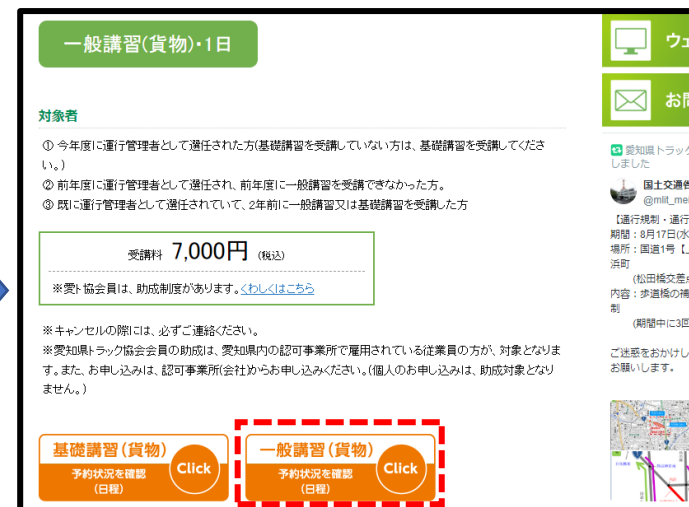 一般講習(貨物)・1日
対象者
① 今年度に運行管理者として選任された方(基礎講習を受講していない方は、基礎講習を受講してくださ
い。)
② 前年度に運行管理者として選任され、前年度に一般講習を受講できなかった方。
③ 既に運行管理者として選任されていて、2年前に一般講習又は基礎講習を受講した方
受講料 7,000円 (税込)
※愛ト協会員は、助成制度があります。くわしくはこちら
※キャンセルの際には、必ずご連絡ください。
※愛知県トラック協会会員の助成は、愛知県内の認可事業所で雇用されている従業員の方が、対象となりま
す。また、お申し込みは、認可事業所(会社)からお申し込みください。(個人のお申し込みは、助成対象となり
ません。)
基礎講習(貨物)
予約状況を確認
(日程)
Click
一般講習(貨物)
予約状況を確認
(日程)
Click
ウェ
お問
愛知県トラック
しました
国土交通省
@mlit_mei
【通行規制・通行
期間:8月17日(水
場所:国道1号【
浜町
(松田橋交差点
内容:歩道橋の補
制
(期間中に3回
ご迷惑をおかけし
お願いします。